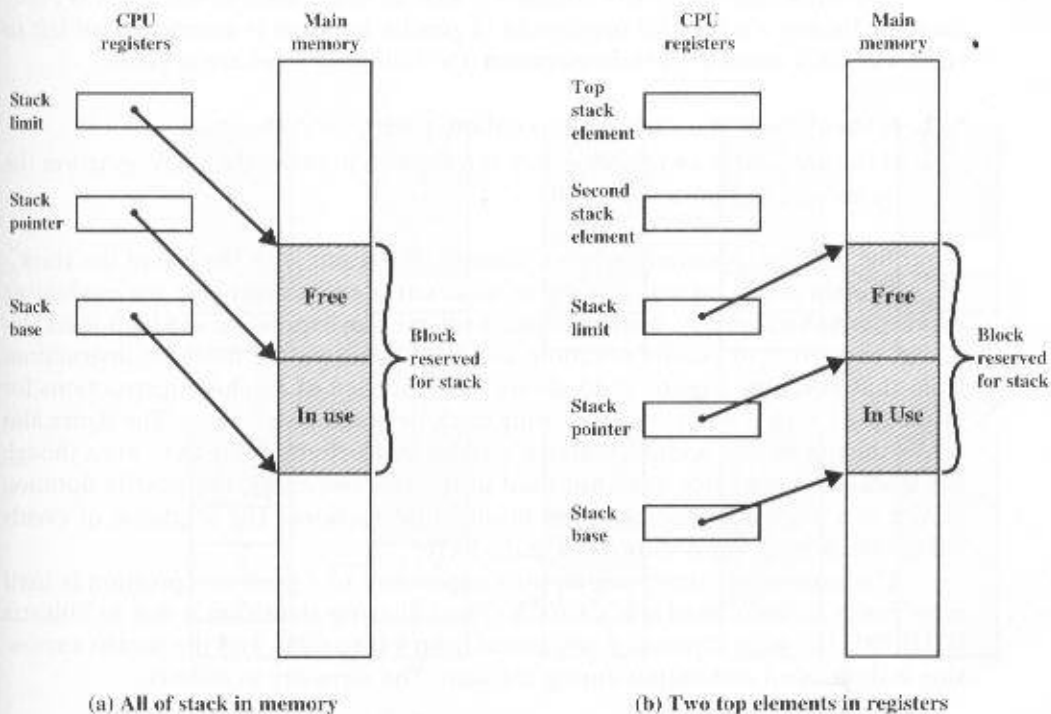 CPU
registers
Main
memory
Stack
limit
Stack
pointer
Stack
base
Free
In use
Block
reserved
for stack
(a) All of stack in memory
CPU
registers
Main
memory
Top
stack
element
Second
stack
element
Stack
limit
Stack
pointer
Stack
base
Free
In Use
Block
reserved
for stack
(b) Two top elements in registers